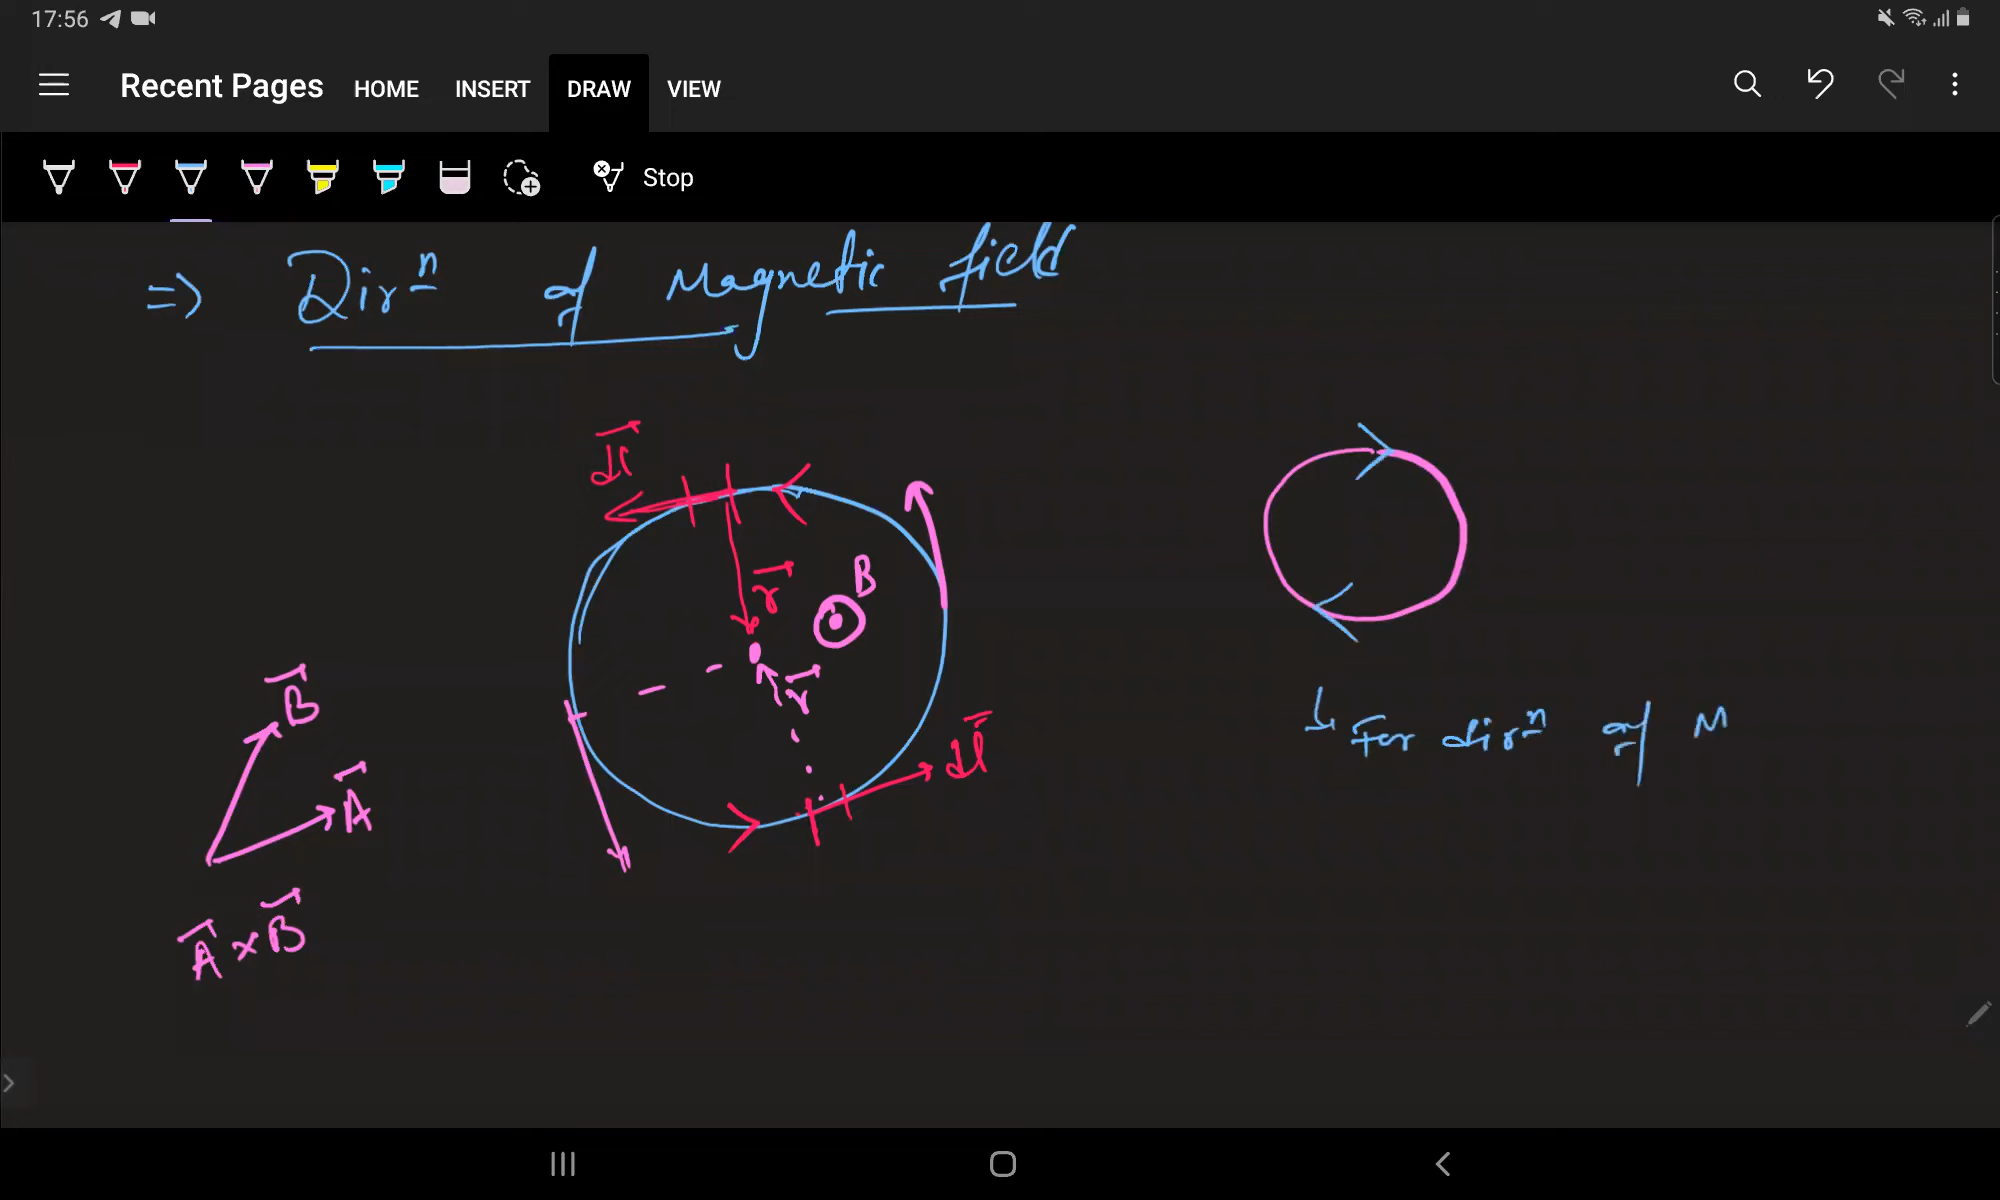 17:56
Recent Pages HOME INSERT DRAW VIEW
Stop
=> Dirⁿ of Magnetic field
dl
r
B
r
dl
B
A
A × B
↳ For dirⁿ of M